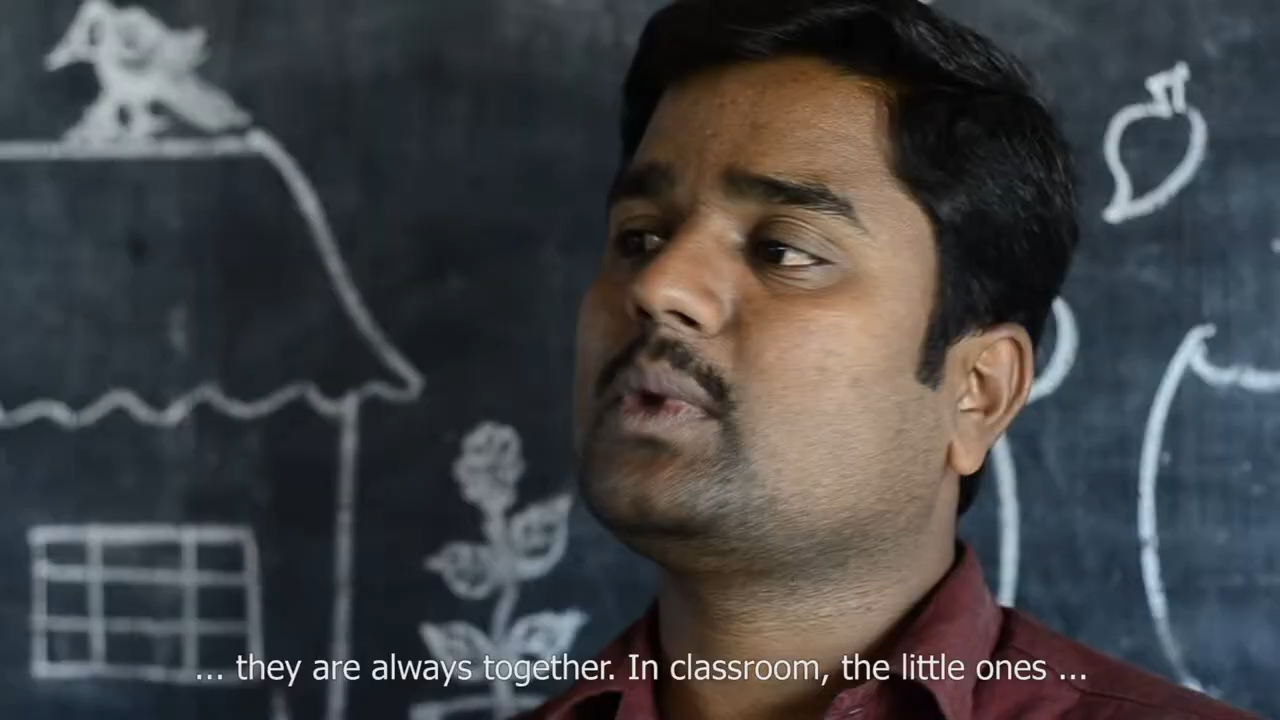 ... they are always together. In classroom, the little ones ...